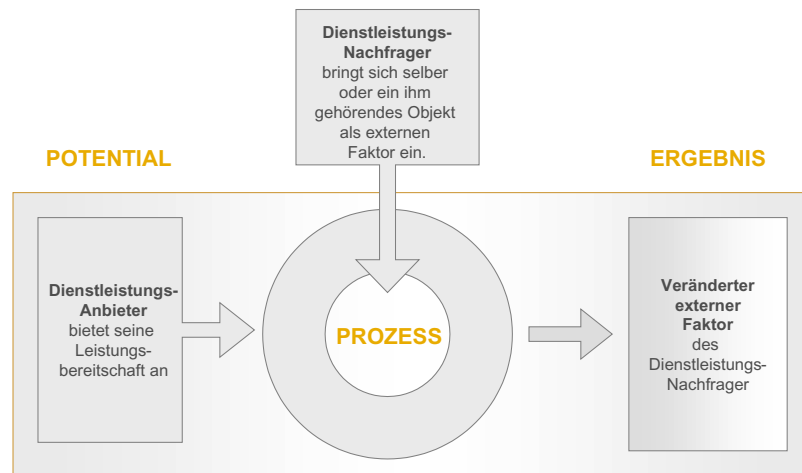 Dienstleistungs-
Nachfrager
bringt sich selber
oder ein ihm
gehörendes Objekt
als externen
Faktor ein.
POTENTIAL
ERGEBNIS
Dienstleistungs-
Anbieter
bietet seine
Leistungs-
bereitschaft an
PROZESS
Veränderter
externer
Faktor
des
Dienstleistungs-
Nachfrager